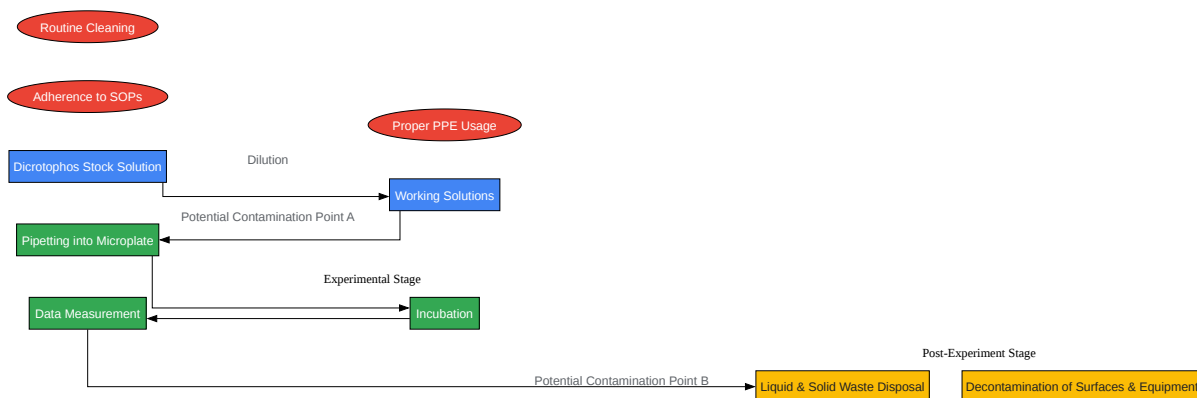 Routine Cleaning
Adherence to SOPs
Proper PPE Usage
Dilution
Dicrotophos Stock Solution
Working Solutions
Potential Contamination Point A
Pipetting into Microplate
Experimental Stage
Data Measurement
Incubation
Post-Experiment Stage
Potential Contamination Point B
Liquid & Solid Waste Disposal
Decontamination of Surfaces & Equipment